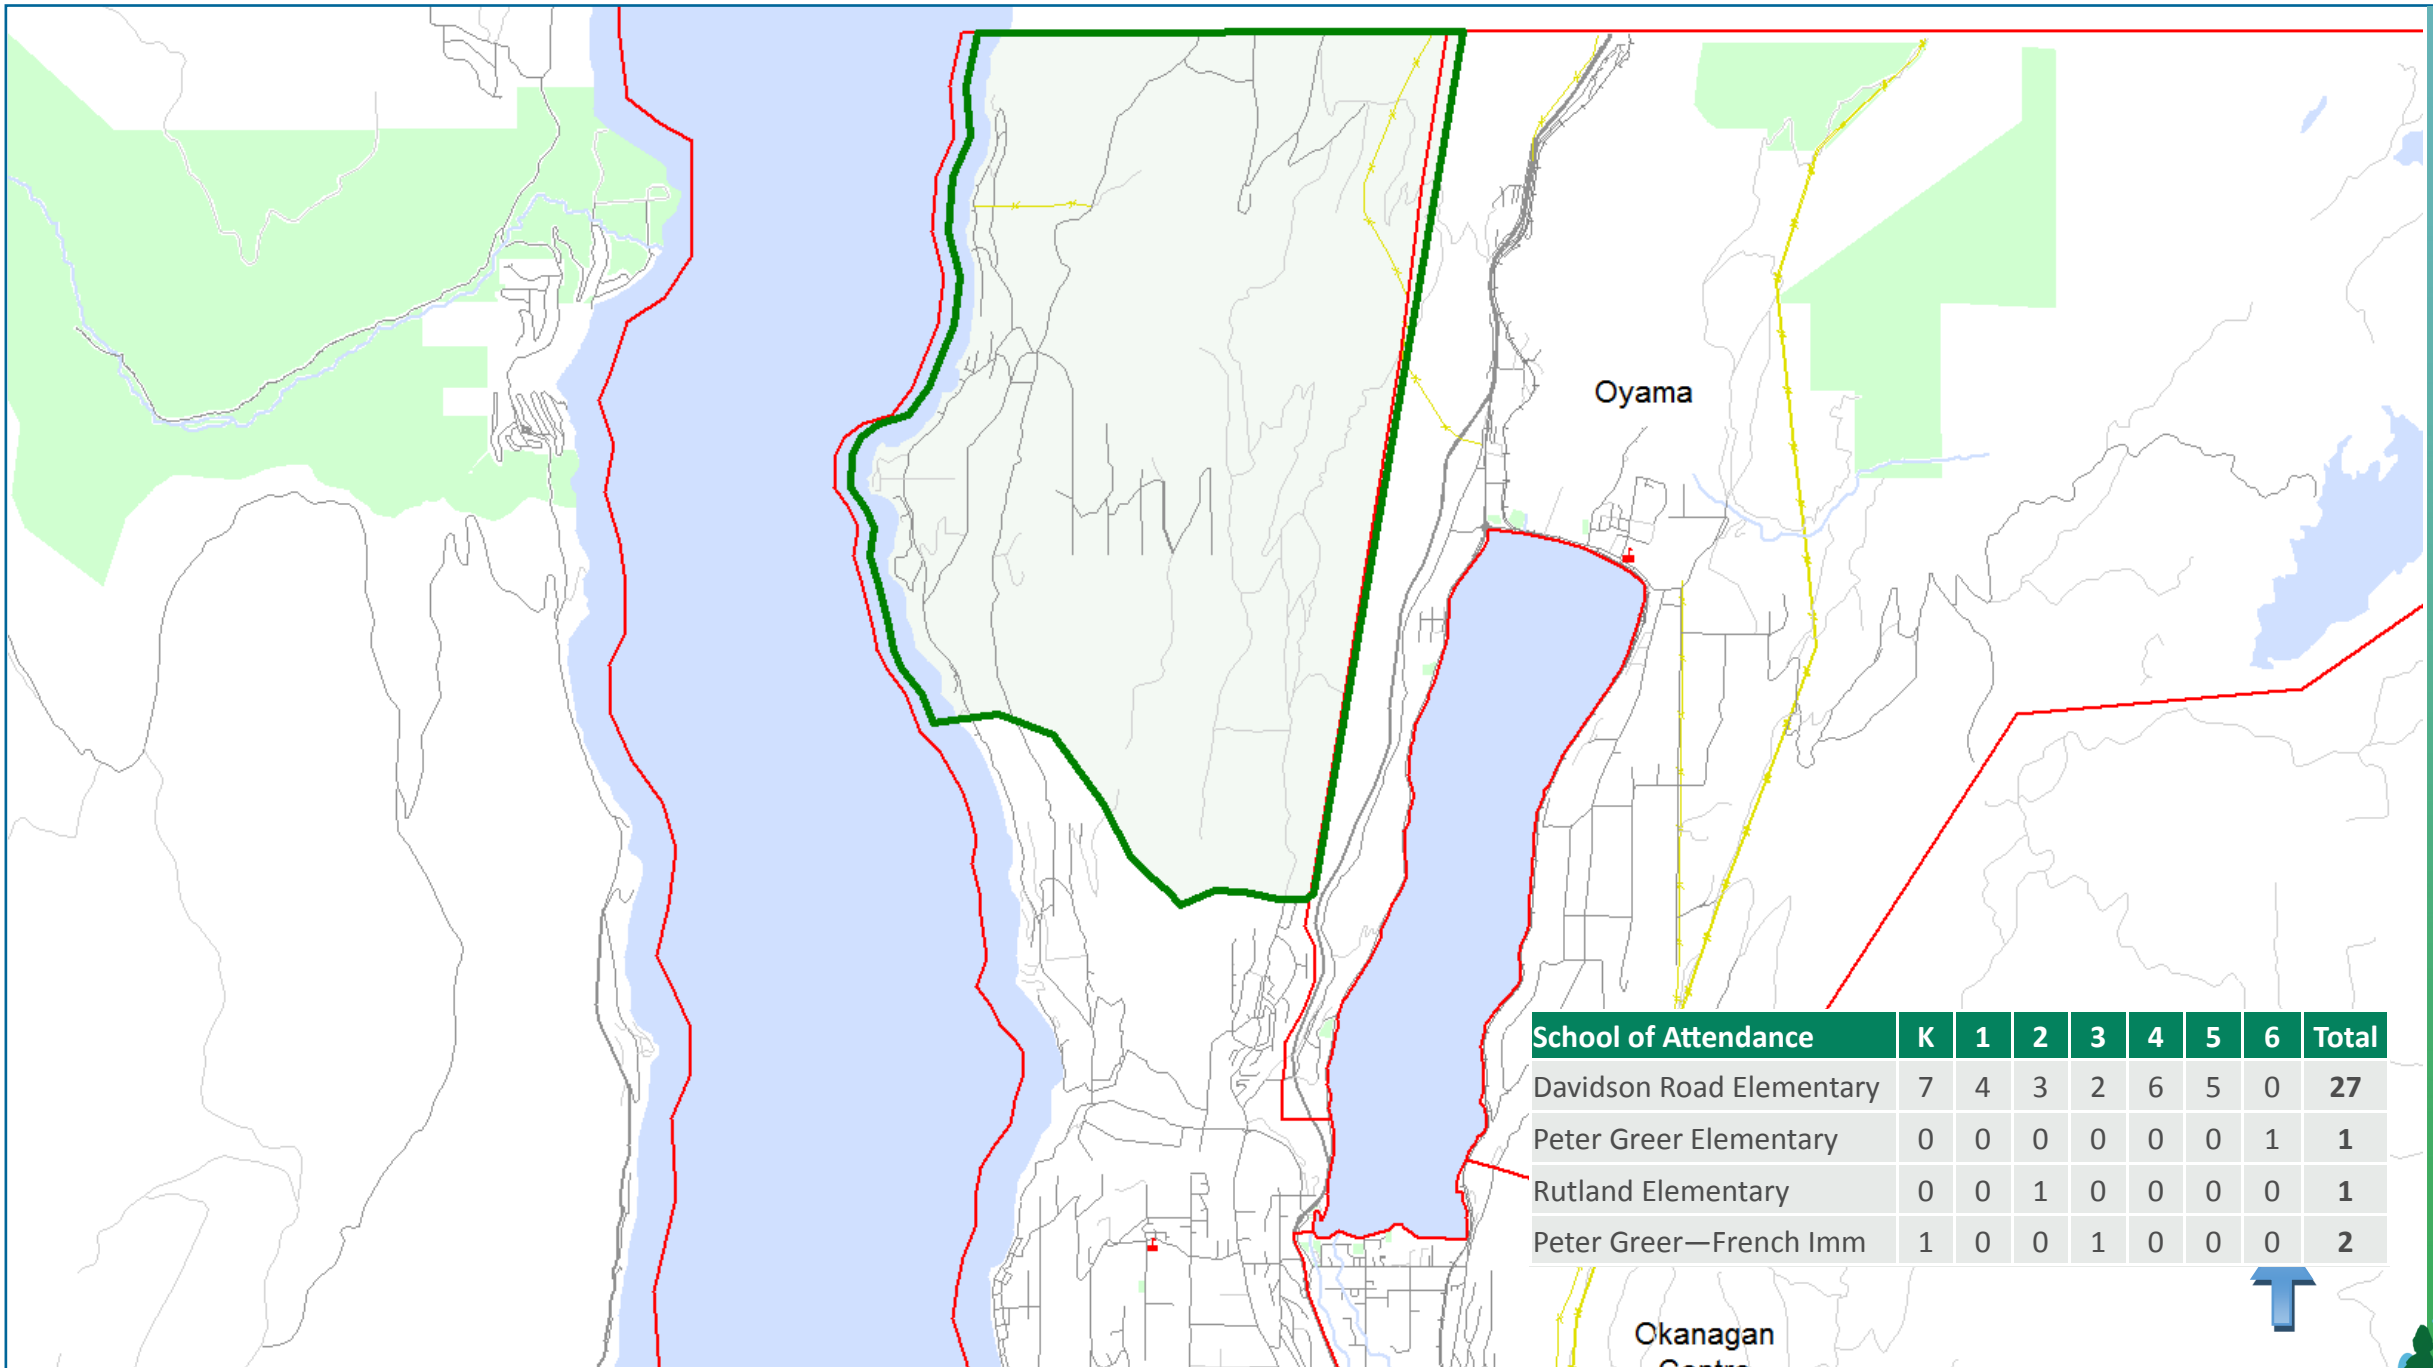 Oyama
School of Attendance K 1 2 3 4 5 6 Total
Davidson Road Elementary 7 4 3 2 6 5 0 27
Peter Greer Elementary 0 0 0 0 0 0 1 1
Rutland Elementary 0 0 1 0 0 0 0 1
Peter Greer—French Imm 1 0 0 1 0 0 0 2
Okanagan
Centre